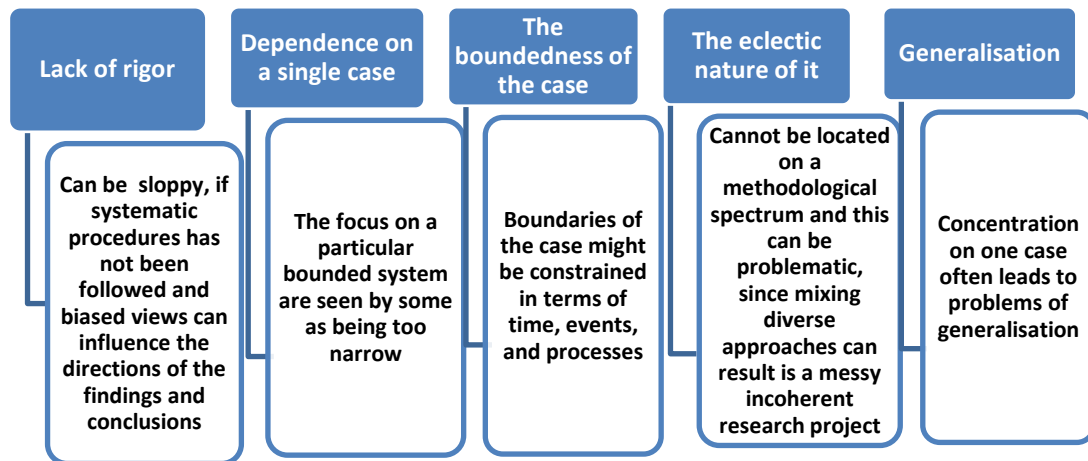 Lack of rigor
Can be sloppy, if
systematic
procedures has
not been
followed and
biased views can
influence the
directions of the
findings and
conclusions
Dependence on
a single case
The focus on a
particular
bounded system
are seen by some
as being too
narrow
The
boundedness of
the case
Boundaries of
the case might
be constrained
in terms of
time, events,
and processes
The eclectic
nature of it
Cannot be located
on a
methodological
spectrum and this
can be
problematic,
since mixing
diverse
approaches can
result is a messy
incoherent
research project
Generalisation
Concentration
on one case
often leads to
problems of
generalisation